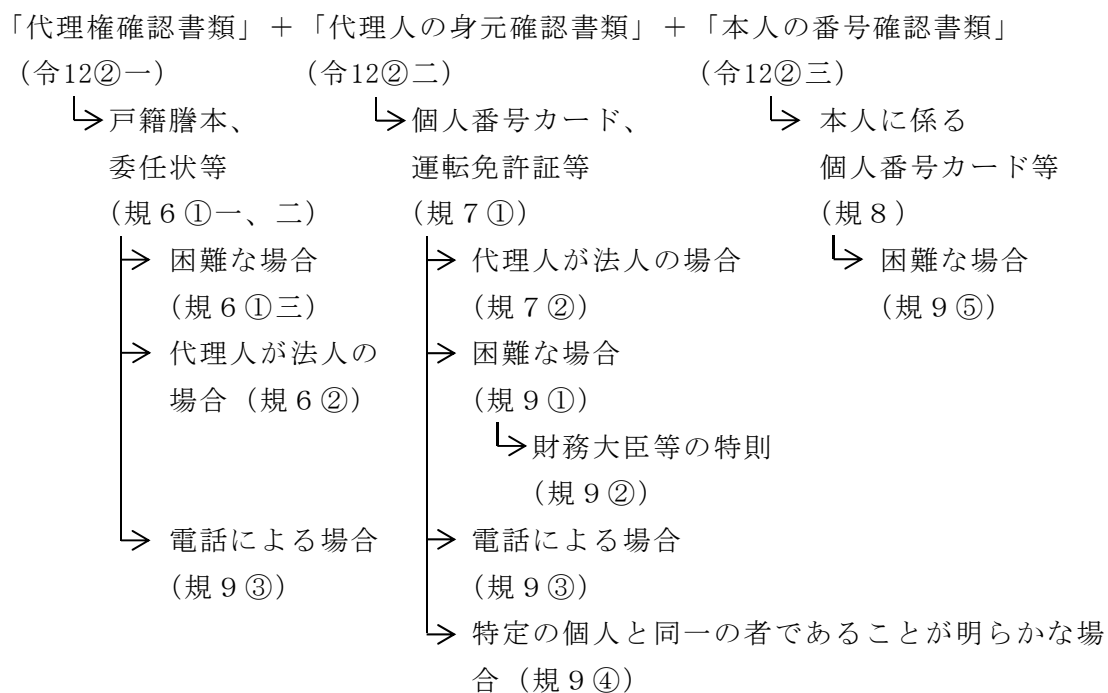 「代理権確認書類」＋「代理人の身元確認書類」＋「本人の番号確認書類」
（令12②一）
（令12②二）
（令12②三）
戸籍謄本、
委任状等
（規６①一、二）
困難な場合
（規６①三）
代理人が法人の
場合（規６②）
電話による場合
（規９③）
個人番号カード、
運転免許証等
（規７①）
代理人が法人の場合
（規７②）
困難な場合
（規９①）
財務大臣等の特則
（規９②）
電話による場合
（規９③）
特定の個人と同一の者であることが明らかな場
合（規９④）
本人に係る
個人番号カード等
（規８）
困難な場合
（規９⑤）